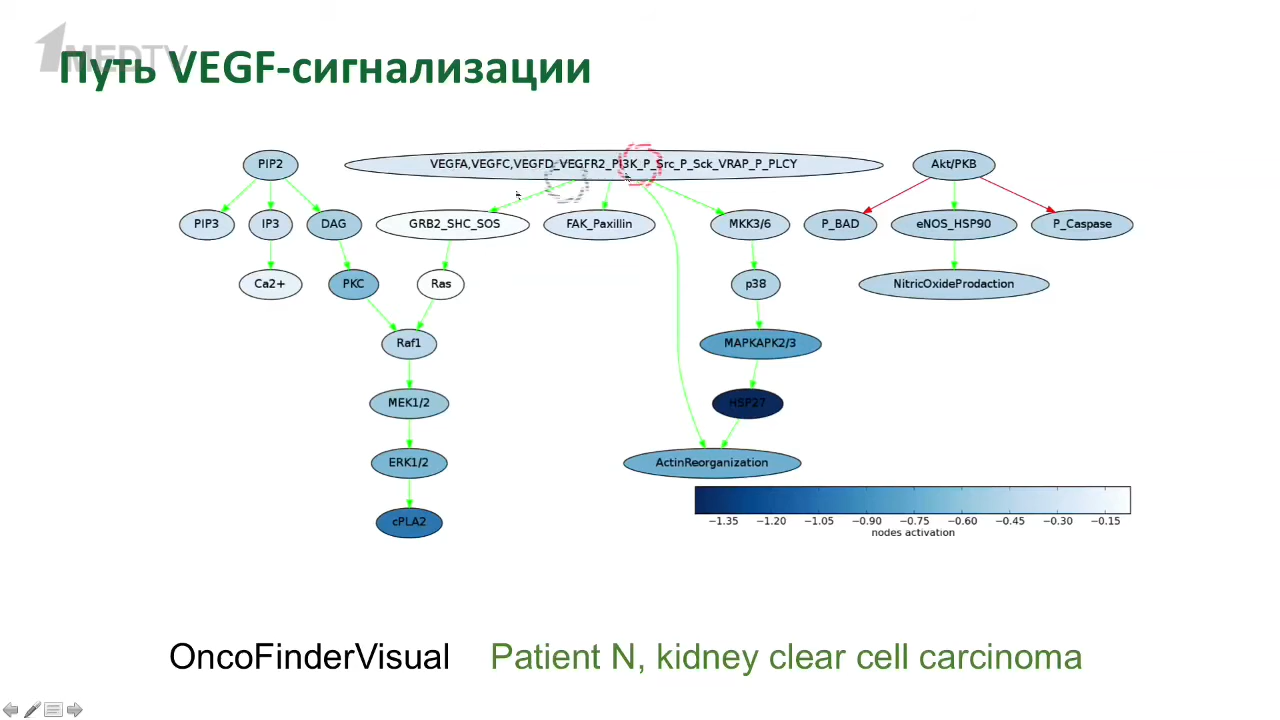 1MEDTV
Путь VEGF-сигнализации
PIP2
VEGFA,VEGFC,VEGFD_VEGFR2_PI3K_P_Src_P_Sck_VRAP_P_PLCY
Akt/PKB
PIP3
IP3
DAG
GRB2_SHC_SOS
FAK_Paxillin
MKK3/6
P_BAD
eNOS_HSP90
P_Caspase
Ca2+
PKC
Ras
p38
NitricOxideProdaction
Raf1
MAPKAPK2/3
MEK1/2
HSP27
ERK1/2
ActinReorganization
cPLA2
−1.35 −1.20 −1.05 −0.90 −0.75 −0.60 −0.45 −0.30 −0.15
nodes activation
OncoFinderVisual Patient N, kidney clear cell carcinoma